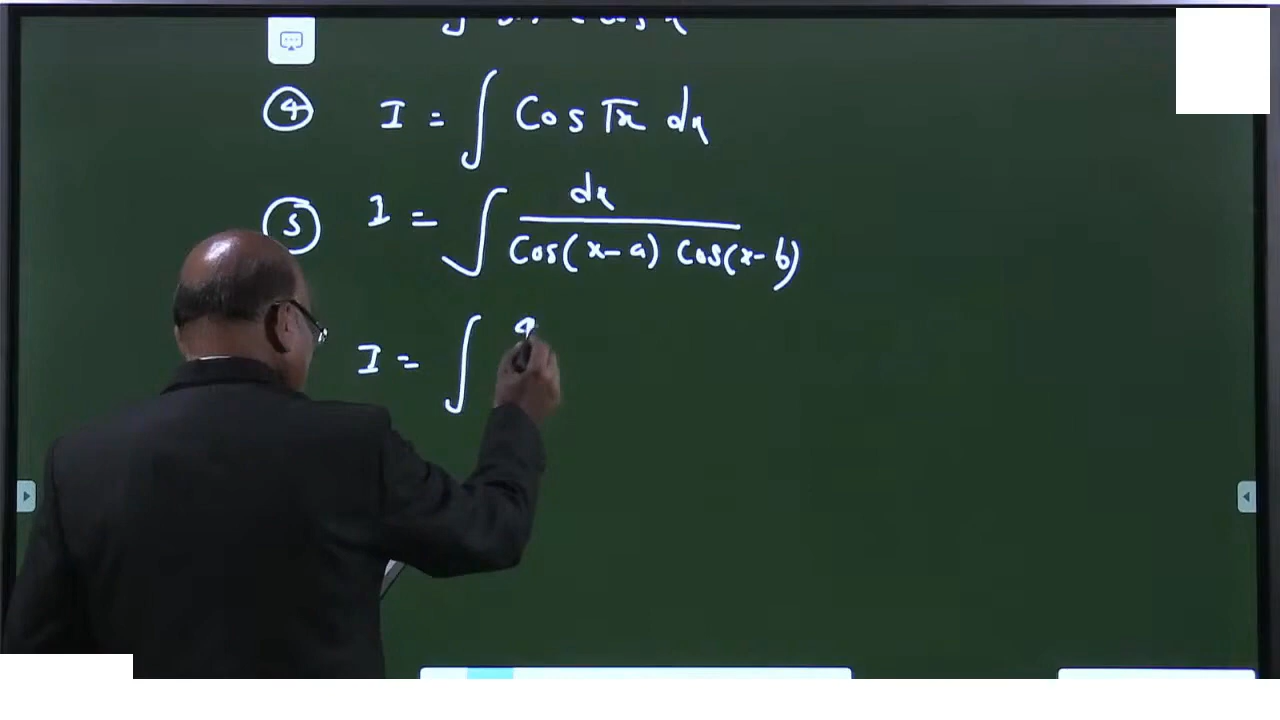 ④ I = ∫ Cos √x dx
⑤ I = ∫ dx / Cos(x-a) Cos(x-b)
I = ∫